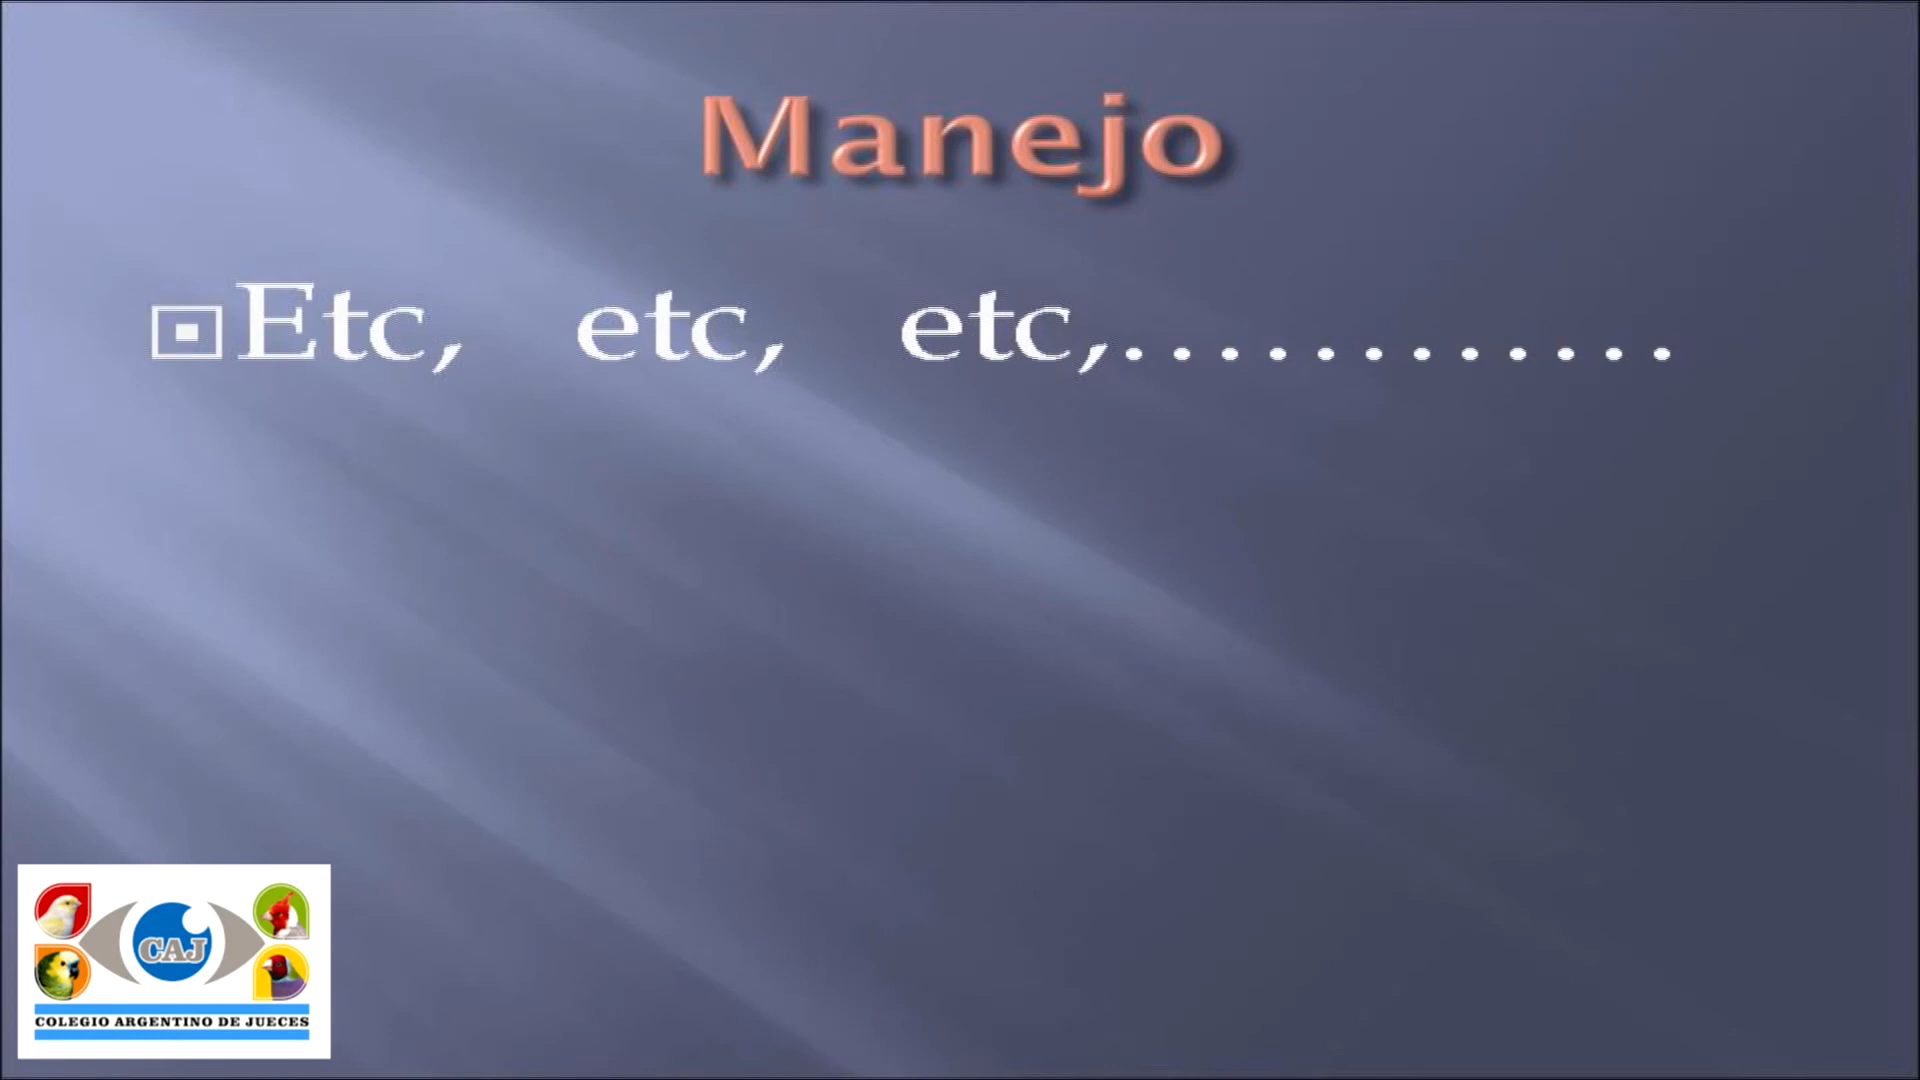 Manejo
Etc, etc, etc,............
CAJ
COLEGIO ARGENTINO DE JUECES